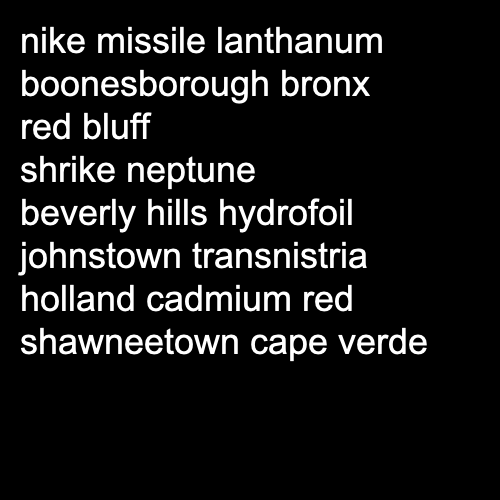 nike missile lanthanum
boonesborough bronx
red bluff
shrike neptune
beverly hills hydrofoil
johnstown transnistria
holland cadmium red
shawneetown cape verde